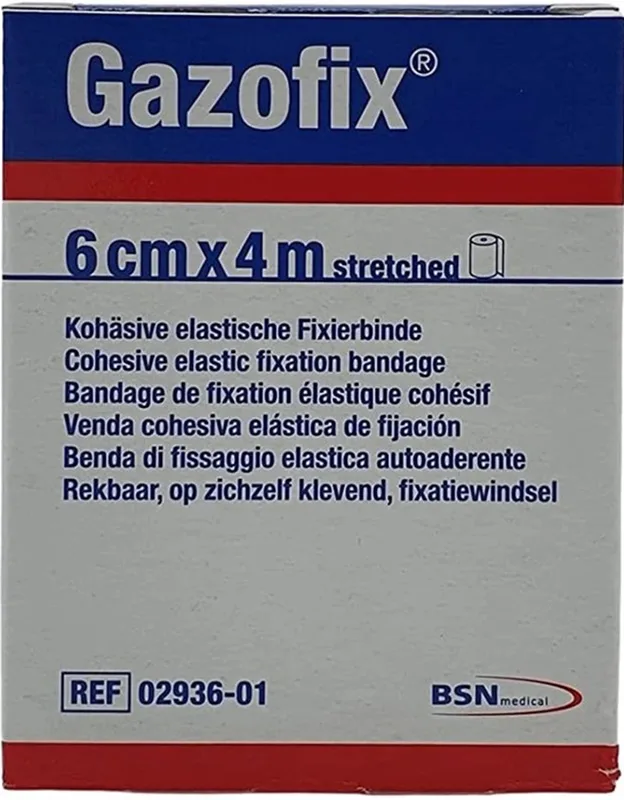 Gazofix®
6 cm x 4 m stretched
Kohäsive elastische Fixierbinde
Cohesive elastic fixation bandage
Bandage de fixation élastique cohésif
Venda cohesiva elástica de fijación
Benda di fissaggio elastica autoaderente
Rekbaar, op zichzelf klevend, fixatiewindsel
REF 02936-01
BSN medical